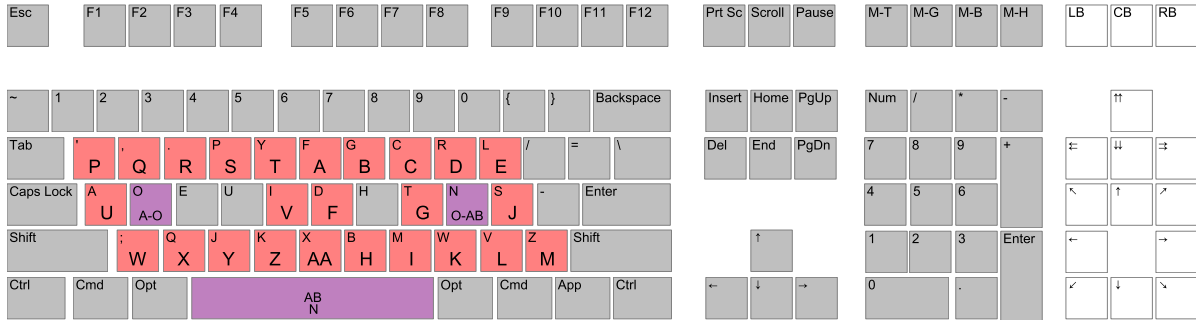 Esc F1 F2 F3 F4 F5 F6 F7 F8 F9 F10 F11 F12 Prt Sc Scroll Pause M-T M-G M-B M-H LB CB RB
~ 1 2 3 4 5 6 7 8 9 0 { } Backspace Insert Home PgUp Num / * - ⇈
Tab ' , . P Y F G C R L / = \ Del End PgDn 7 8 9 + ⇇ ⇊ ⇉
P Q R S T A B C D E
Caps Lock A O E U I D H T N S - Enter 4 5 6 ↖ ↑ ↗
U A-O V F G O-AB J
Shift ; Q J K X B M W V Z Shift ↑ 1 2 3 Enter ← →
W X Y Z AA H I K L M
Ctrl Cmd Opt Opt Cmd App Ctrl ← ↓ → 0 . ↙ ↓ ↘
AB
N